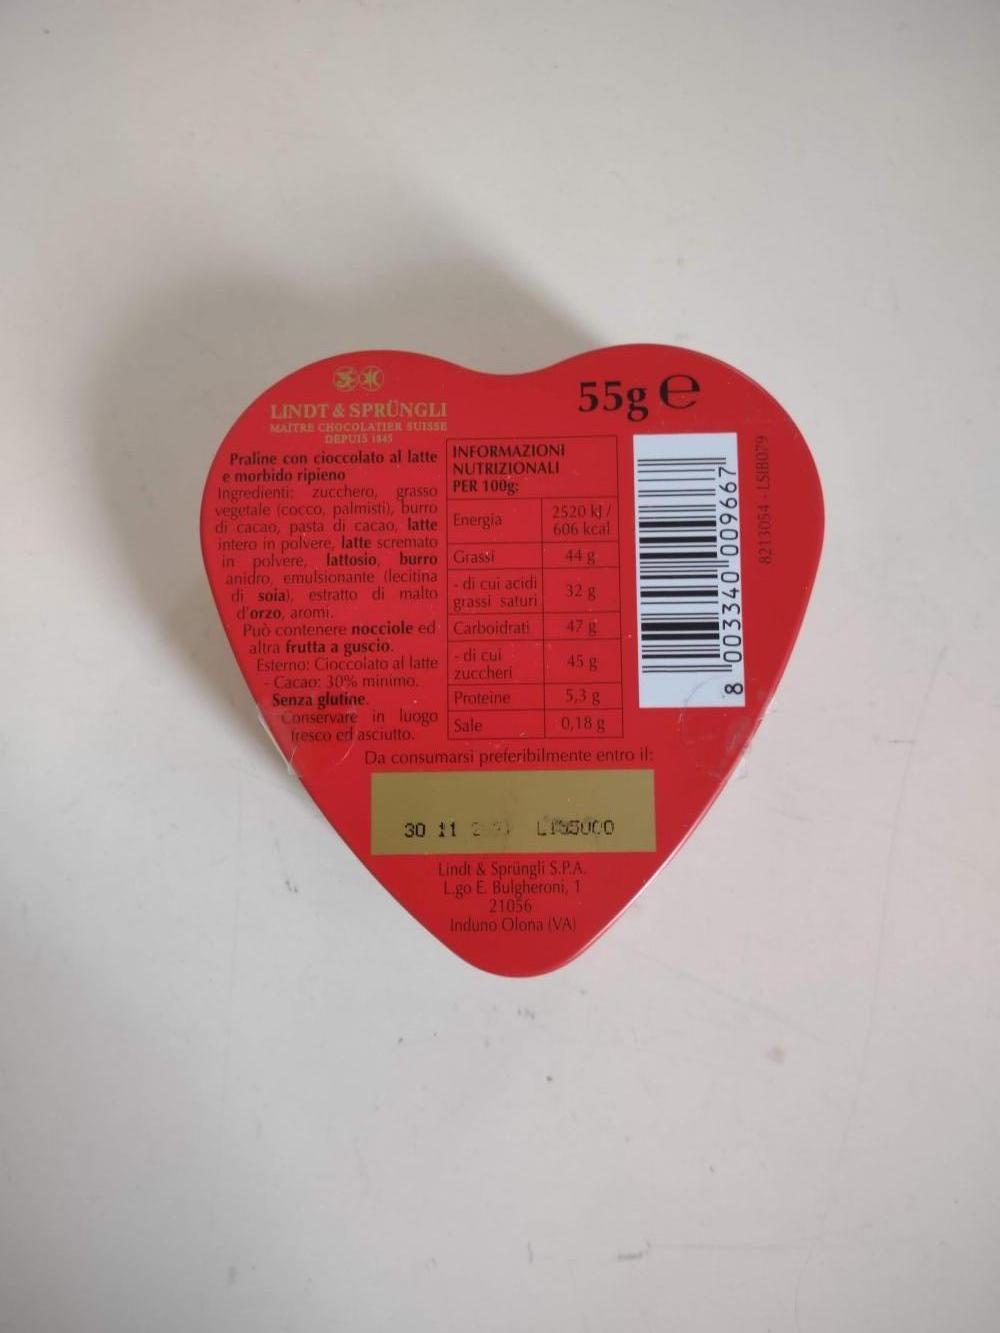 LINDT & SPRÜNGLI
MAÎTRE CHOCOLATIER SUISSE
DEPUIS 1845
Praline con cioccolato al latte
e morbido ripieno
Ingredienti: zucchero, grasso
vegetale (cocco, palmisti), burro
di cacao, pasta di cacao, latte
intero in polvere, latte scremato
in polvere, lattosio, burro
anidro, emulsionante (lecitina
di soia), estratto di malto
d'orzo, aromi.
Può contenere nocciole ed
altra frutta a guscio.
Esterno: Cioccolato al latte
- Cacao: 30% minimo.
Senza glutine.
Conservare in luogo
fresco ed asciutto.
INFORMAZIONI
NUTRIZIONALI
PER 100g:
Energia 2520 kJ /
606 kcal
Grassi 44 g
- di cui acidi
grassi saturi 32 g
Carboidrati 47 g
- di cui
zuccheri 45 g
Proteine 5,3 g
Sale 0,18 g
55g e
8 003340 009667
8213054 - LSIB079
Da consumarsi preferibilmente entro il:
30 11
Lindt & Sprüngli S.P.A.
L.go E. Bulgheroni, 1
21056
Induno Olona (VA)